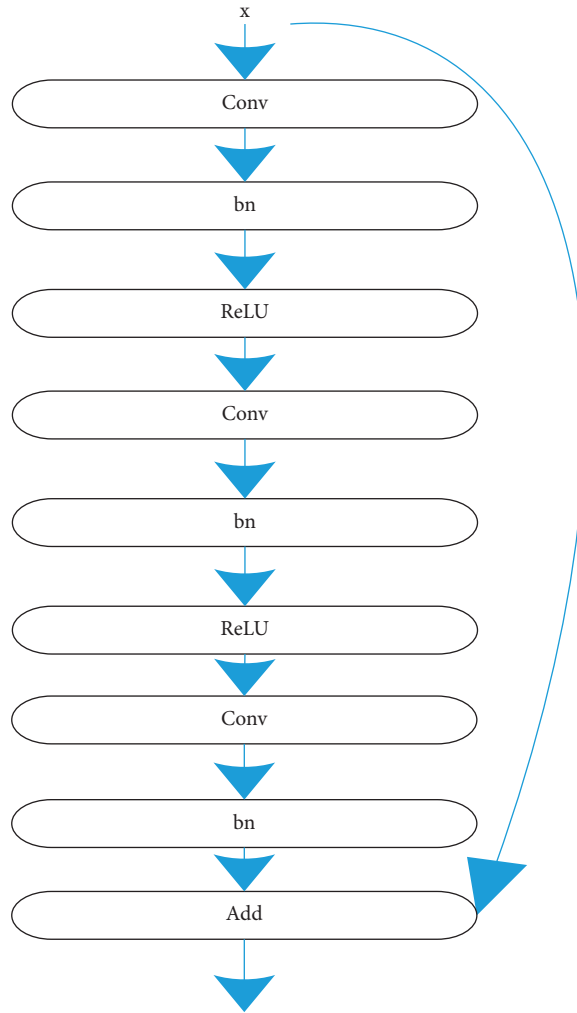 x
Conv
bn
ReLU
Conv
bn
ReLU
Conv
bn
Add